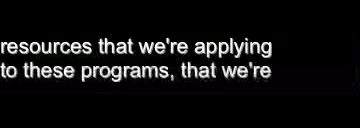 resources that we're applying
to these programs, that we're